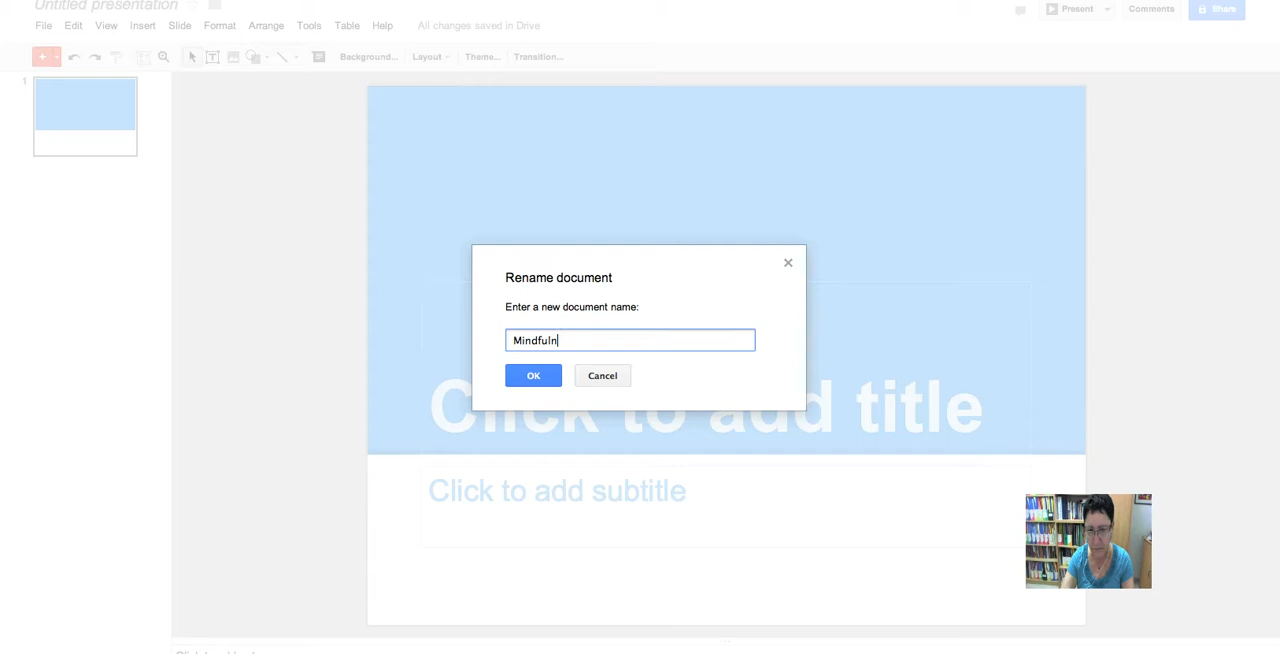 Untitled presentation
File Edit View Insert Slide Format Arrange Tools Table Help All changes saved in Drive
Present Comments Share
Background... Layout Theme... Transition...
1
Rename document
Enter a new document name:
Mindfuln
OK Cancel
Click to add title
Click to add subtitle